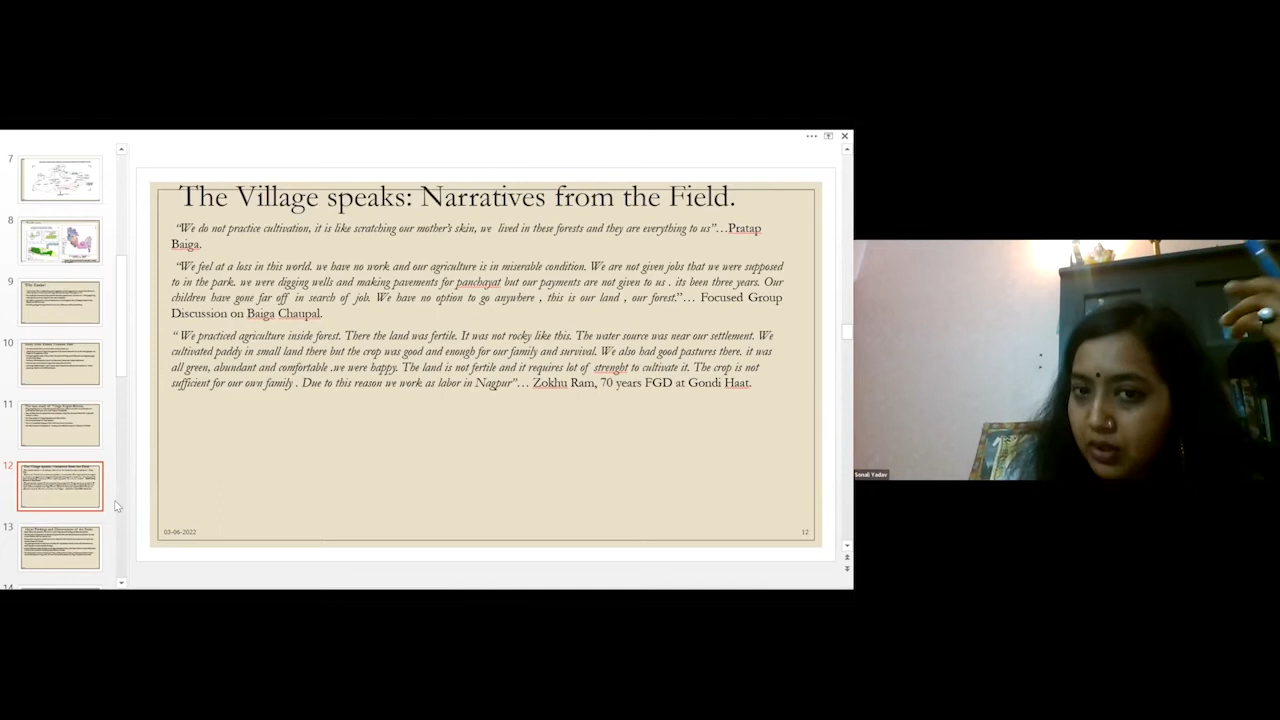 The Village speaks: Narratives from the Field.
“We do not practice cultivation, it is like scratching our mother’s skin, we lived in these forests and they are everything to us”…Pratap
Baiga.
“We feel at a loss in this world. we have no work and our agriculture is in miserable condition. We are not given jobs that we were supposed
to in the park. we were digging wells and making pavements for panchayat but our payments are not given to us . its been three years. Our
children have gone far off in search of job. We have no option to go anywhere , this is our land , our forest.”… Focused Group
Discussion on Baiga Chaupal.
“ We practiced agriculture inside forest. There the land was fertile. It was not rocky like this. The water source was near our settlement. We
cultivated paddy in small land there but the crop was good and enough for our family and survival. We also had good pastures there. it was
all green, abundant and comfortable .we were happy. The land is not fertile and it requires lot of strenght to cultivate it. The crop is not
sufficient for our own family . Due to this reason we work as labor in Nagpur”… Zokhu Ram, 70 years FGD at Gondi Haat.
03-06-2022
12
7
8
9
10
11
12
13
Sonali Yadav